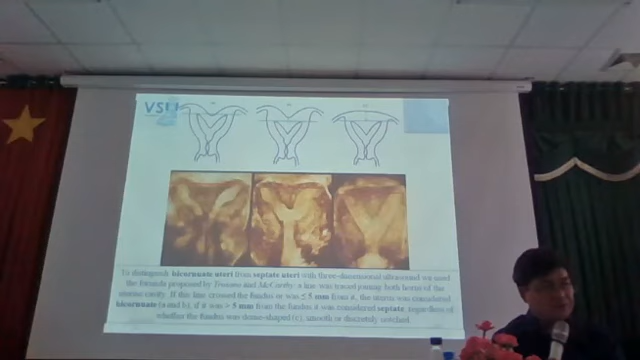 VSU
To distinguish bicornuate uteri from septate uteri with three-dimensional ultrasound we used
the formula proposed by Troiano and McCarthy: a line was traced joining both horns of the
uterine cavity. If this line crossed the fundus or was ≤ 5 mm from it, the uterus was considered
bicornuate (a and b), if it was > 5 mm from the fundus it was considered septate, regardless of
whether the fundus was dome-shaped (c), smooth or discretely notched.